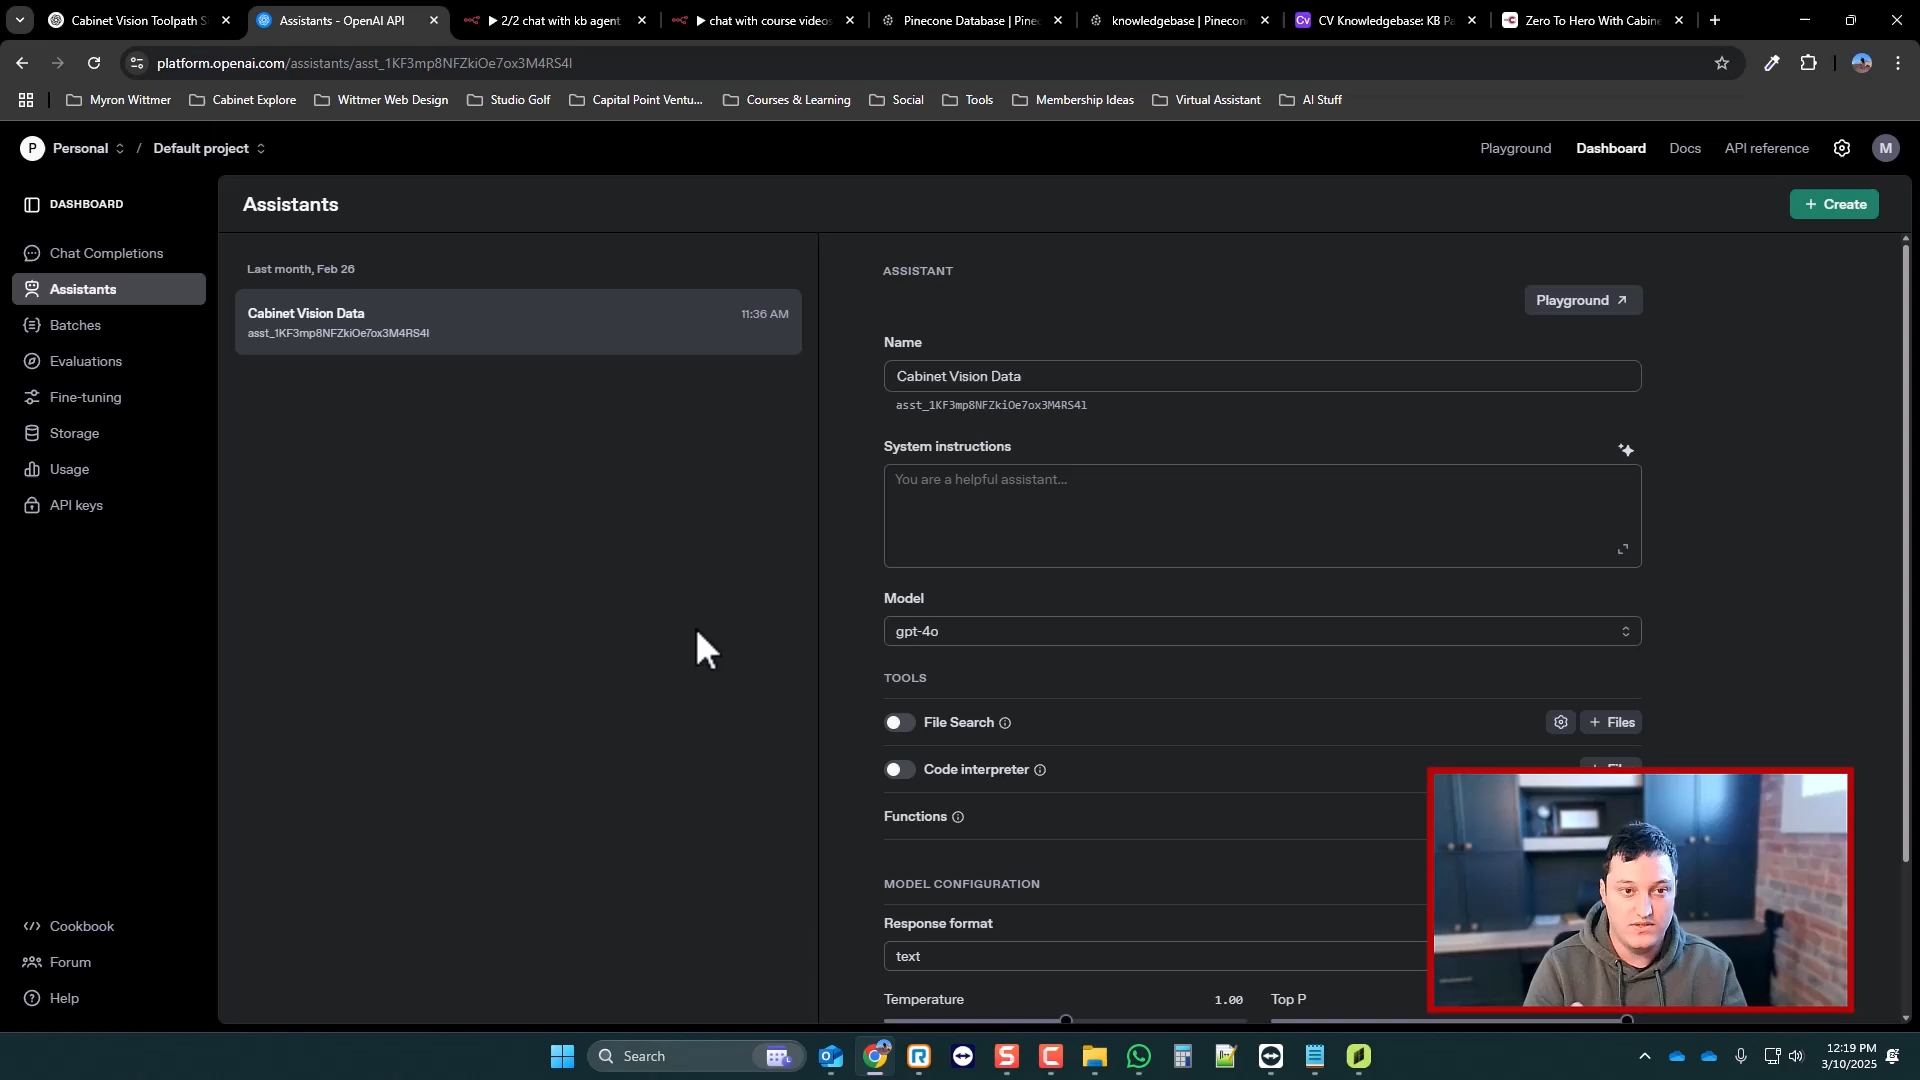 Cabinet Vision Toolpath S
Assistants - OpenAI API
2/2 chat with kb agent
chat with course videos
Pinecone Database | Pinec
knowledgebase | Pinecon
Cv
CV Knowledgebase: KB Pa
Zero To Hero With Cabine
platform.openai.com/assistants/asst_1KF3mp8NFZkiOe7ox3M4RS4l
Myron Wittmer
Cabinet Explore
Wittmer Web Design
Studio Golf
Capital Point Ventu...
Courses & Learning
Social
Tools
Membership Ideas
Virtual Assistant
AI Stuff
P Personal / Default project
Playground
Dashboard
Docs
API reference
M
DASHBOARD
Chat Completions
Assistants
Batches
Evaluations
Fine-tuning
Storage
Usage
API keys
Cookbook
Forum
Help
Assistants
+ Create
Last month, Feb 26
Cabinet Vision Data
11:36 AM
asst_1KF3mp8NFZkiOe7ox3M4RS4l
ASSISTANT
Playground
Name
Cabinet Vision Data
asst_1KF3mp8NFZkiOe7ox3M4RS4l
System instructions
You are a helpful assistant...
Model
gpt-4o
TOOLS
File Search
+ Files
Code interpreter
Functions
MODEL CONFIGURATION
Response format
text
Temperature
1.00
Top P
Search
12:19 PM
3/10/2025